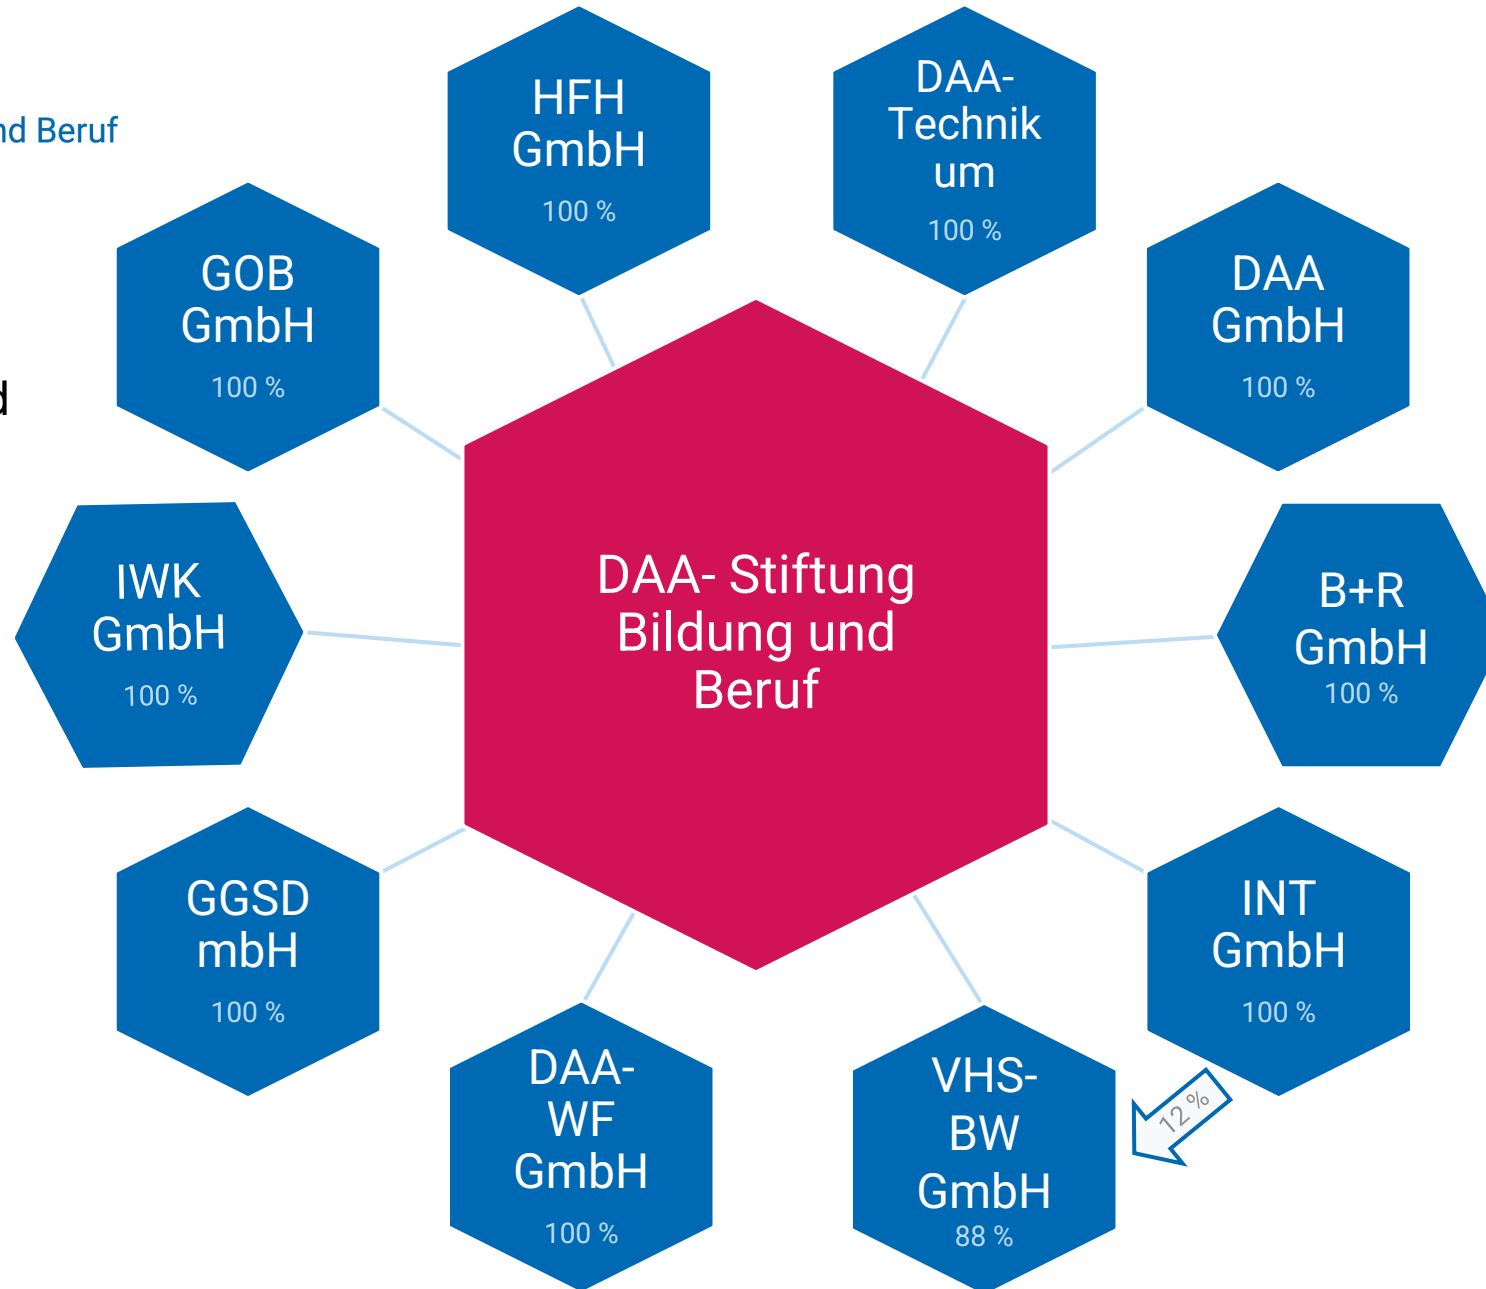 HFH
GmbH
100 %
DAA-
Technik
um
100 %
nd Beruf
GOB
GmbH
100 %
DAA
GmbH
100 %
IWK
GmbH
100 %
DAA- Stiftung
Bildung und
Beruf
B+R
GmbH
100 %
GGSD
mbH
100 %
INT
GmbH
100 %
DAA-
WF
GmbH
100 %
VHS-
BW
GmbH
88 %
12 %